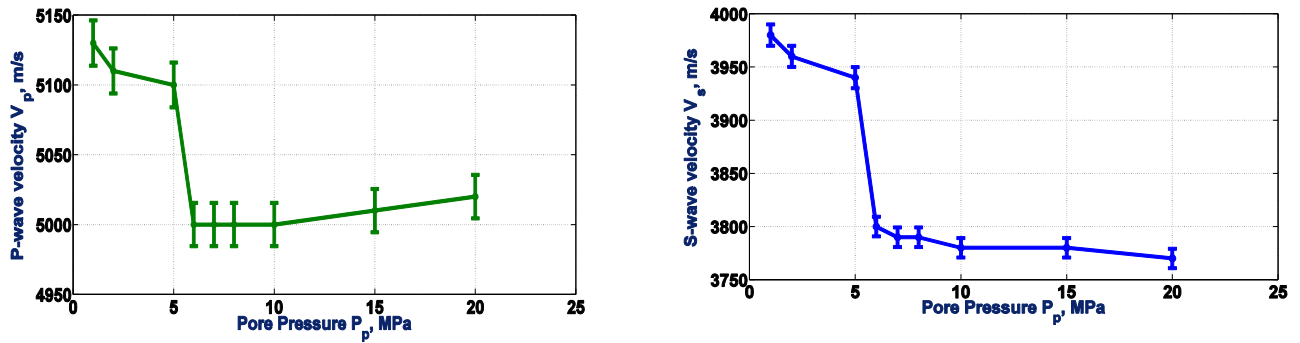 5150
5100
5050
5000
4950
0 5 10 15 20 25
P-wave velocity V_p, m/s
Pore Pressure P_p, MPa
4000
3950
3900
3850
3800
3750
0 5 10 15 20 25
S-wave velocity V_s, m/s
Pore Pressure P_p, MPa